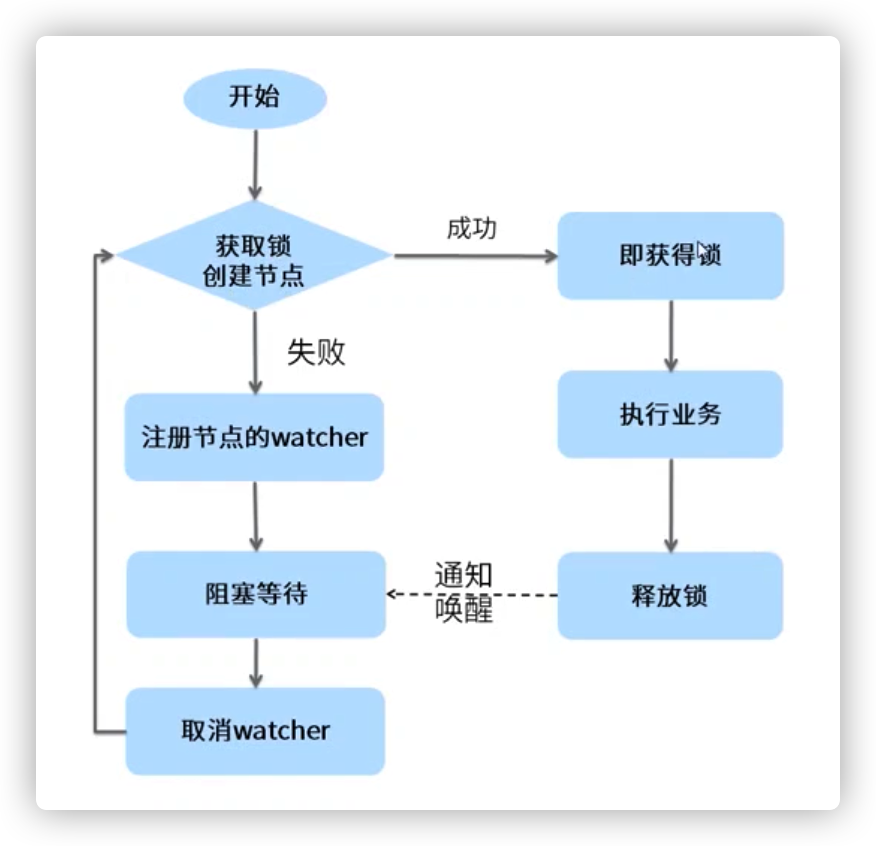 开始
获取锁
创建节点
成功
即获得锁
失败
注册节点的watcher
执行业务
阻塞等待
通知
唤醒
释放锁
取消watcher